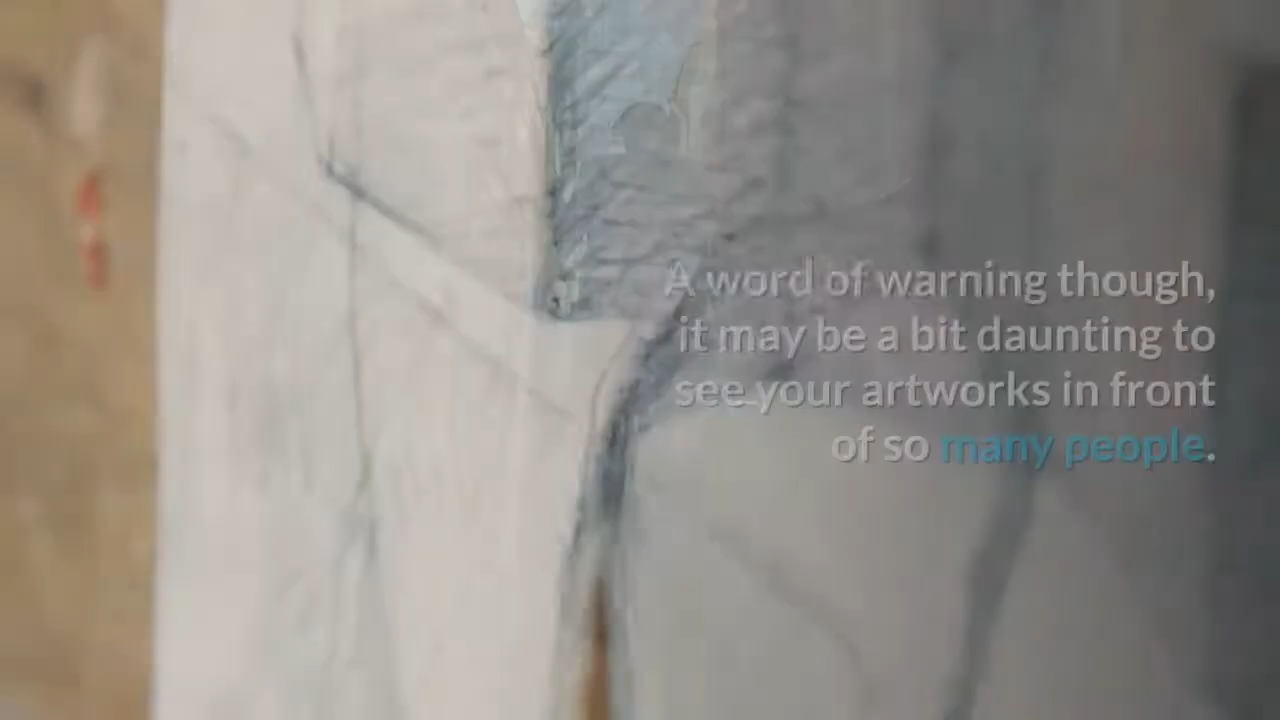 A word of warning though,
it may be a bit daunting to
see your artworks in front
of so many people.